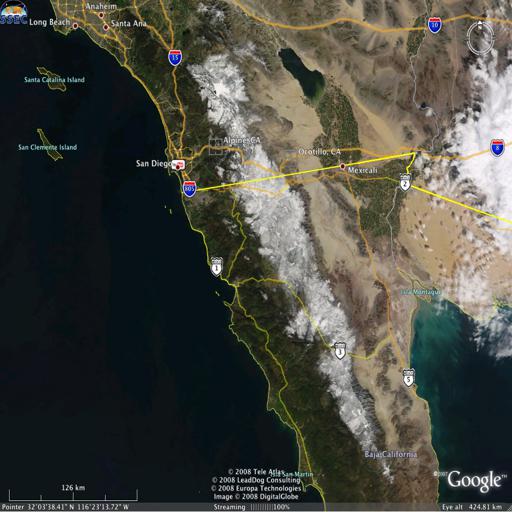 Anaheim
Long Beach
Santa Ana
SSEC
10
15
Santa Catalina Island
San Clemente Island
Alpine, CA
Ocotillo, CA
8
San Diego
Mexicali
805
2
1
Isla Montague
3
5
Baja California
© 2008 Tele Atlas
Isla San Martin
© 2008 LeadDog Consulting
© 2008 Europa Technologies
Image © 2008 DigitalGlobe
©2007 Google™
126 km
Pointer 32°03'38.41" N 116°23'13.72" W
Streaming ||||||||| 100%
Eye alt 424.81 km